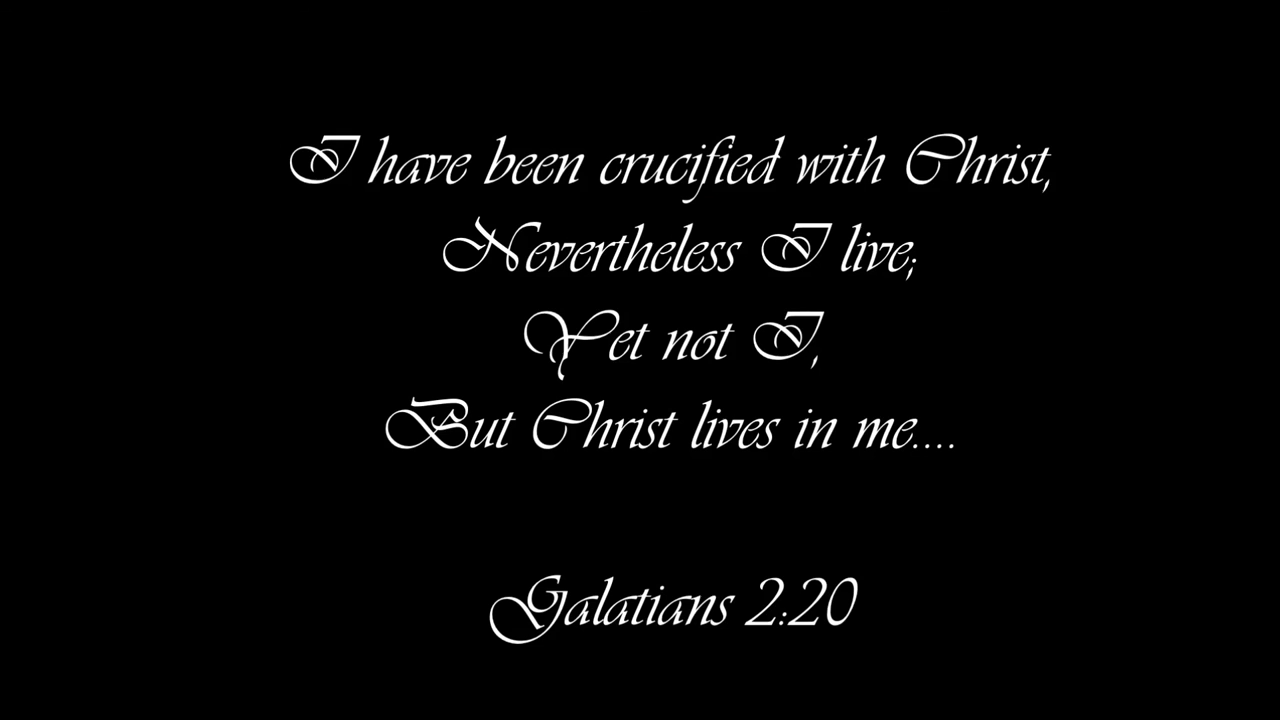 I have been crucified with Christ,
Nevertheless I live;
Yet not I,
But Christ lives in me....
Galatians 2:20